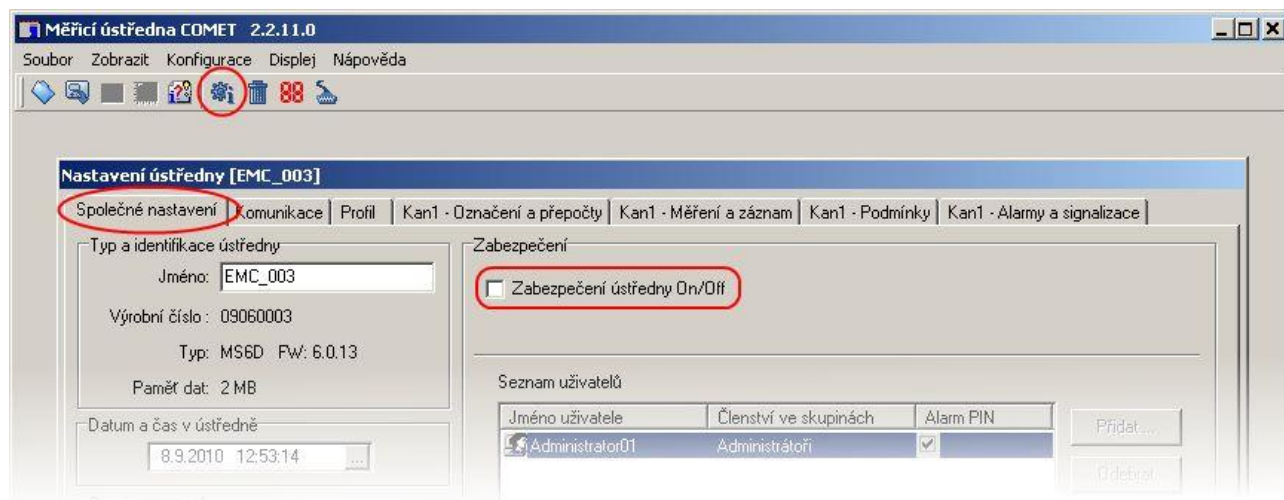 Měřicí ústředna COMET 2.2.11.0
Soubor Zobrazit Konfigurace Displej Nápověda
88
Nastavení ústředny [EMC_003]
Společné nastavení Komunikace Profil Kan1 - Označení a přepočty Kan1 - Měření a záznam Kan1 - Podmínky Kan1 - Alarmy a signalizace
Typ a identifikace ústředny
Jméno: EMC_003
Výrobní číslo : 09060003
Typ: MS6D FW: 6.0.13
Paměť dat: 2 MB
Datum a čas v ústředně
8.9.2010 12:53:14 ...
Zabezpečení
Zabezpečení ústředny On/Off
Seznam uživatelů
Jméno uživatele Členství ve skupinách Alarm PIN
Administrator01 Administrátoři
Přidat...
Odebrat